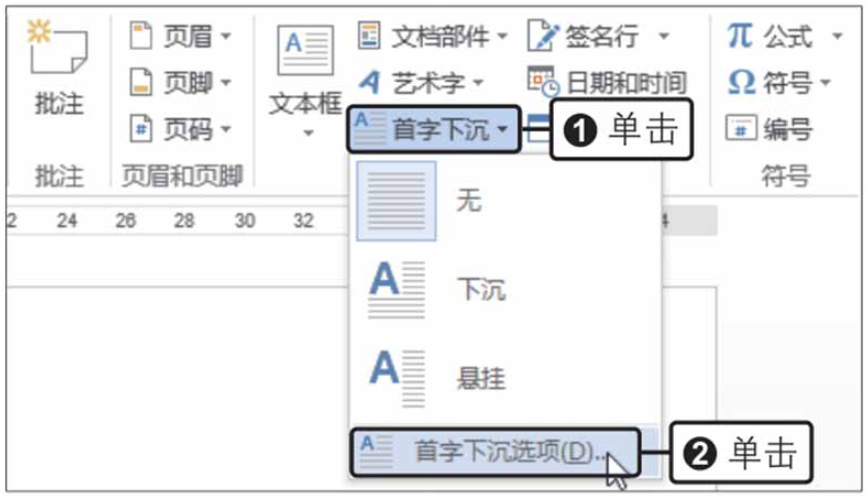 页眉 文档部件 签名行 π 公式
页脚 A 艺术字 日期和时间 Ω 符号
批注 页码 文本框 首字下沉 ❶ 单击 # 编号
批注 页眉和页脚 符号
2 24 26 28 30 32 4
无
下沉
悬挂
首字下沉选项(D)... ❷ 单击